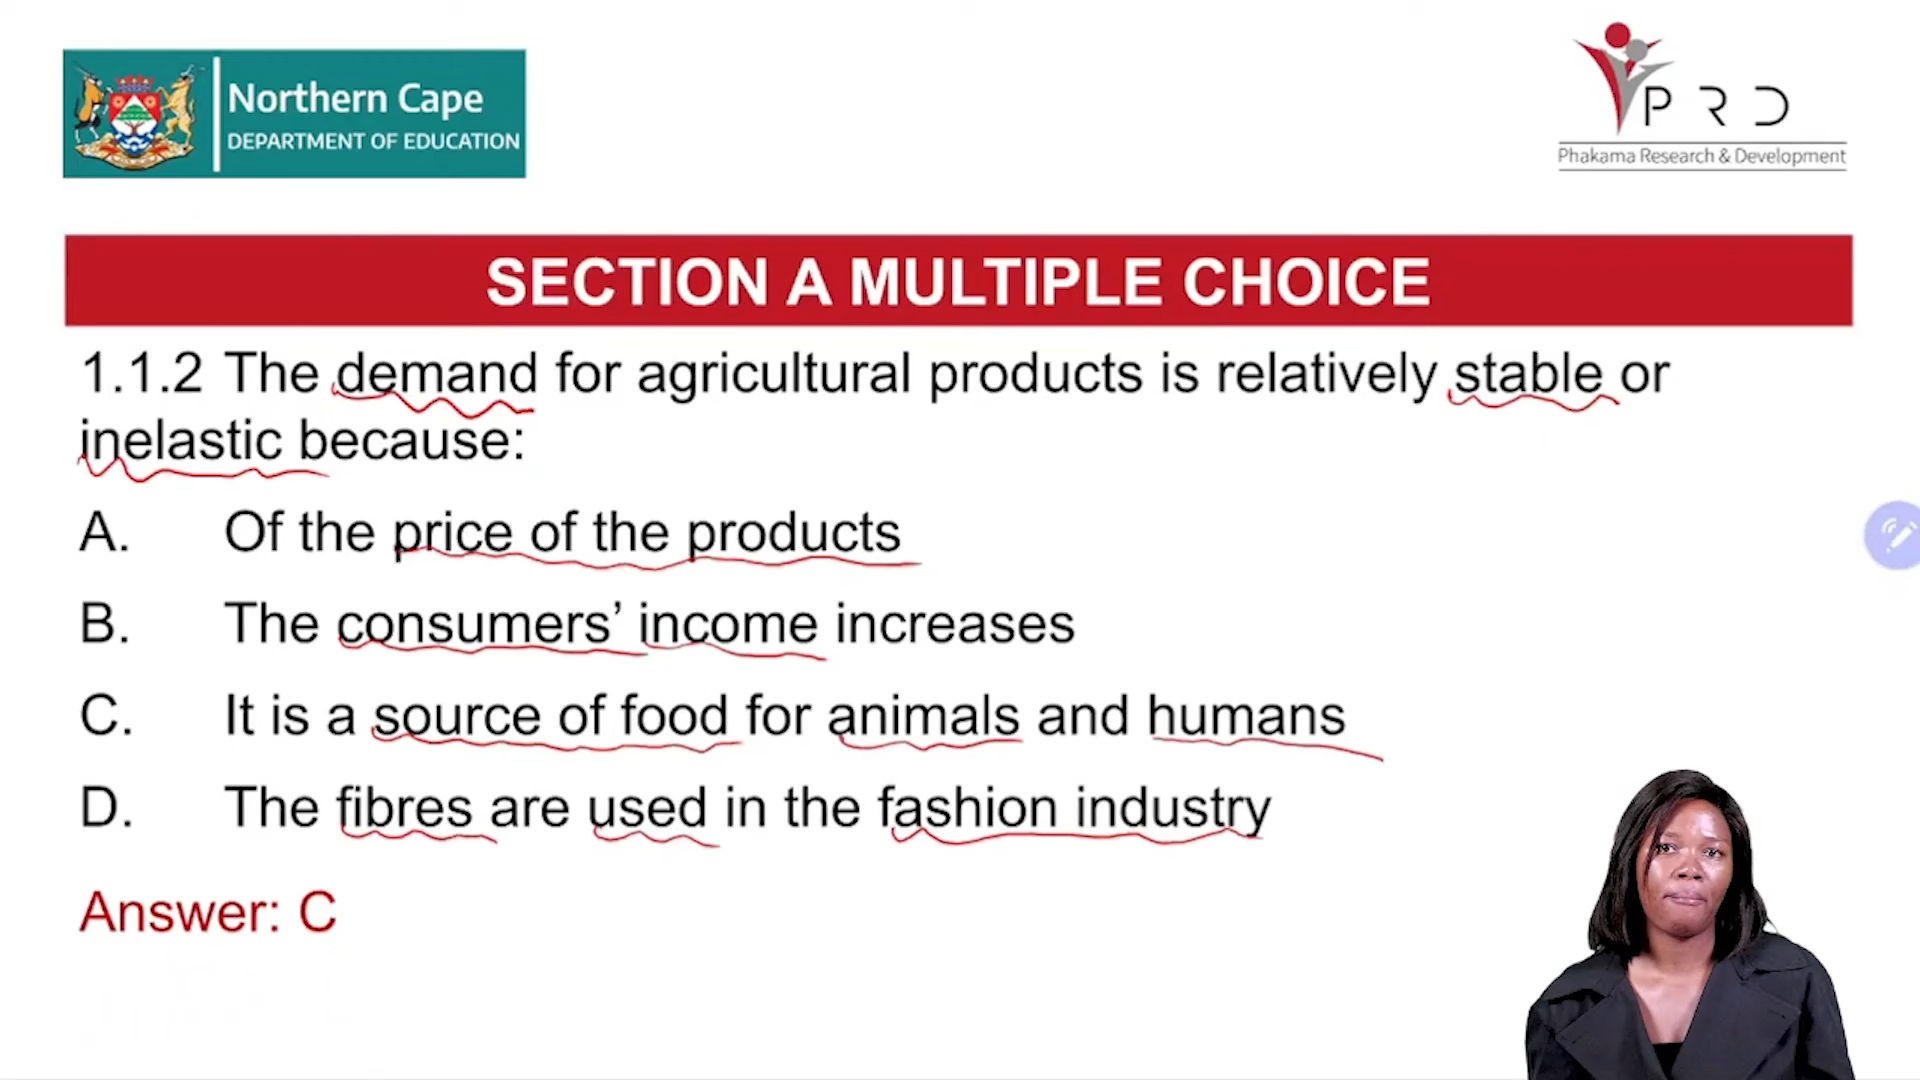 Northern Cape
DEPARTMENT OF EDUCATION
P R D
Phakama Research & Development
SECTION A MULTIPLE CHOICE
1.1.2 The demand for agricultural products is relatively stable or
inelastic because:
A. Of the price of the products
B. The consumers’ income increases
C. It is a source of food for animals and humans
D. The fibres are used in the fashion industry
Answer: C